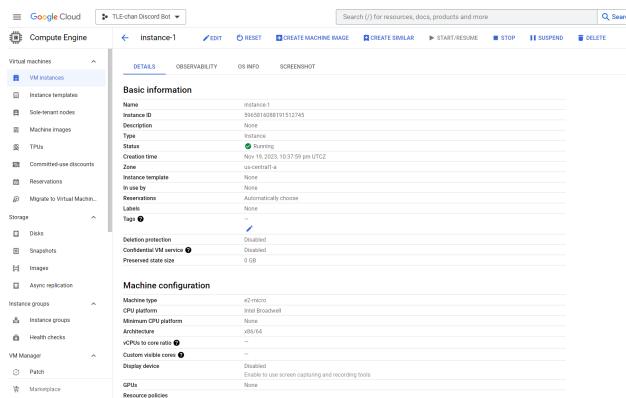 Google Cloud
TLE-chan Discord Bot
Search (/) for resources, docs, products and more
Sear
Compute Engine
instance-1
EDIT
RESET
CREATE MACHINE IMAGE
CREATE SIMILAR
START/RESUME
STOP
SUSPEND
DELETE
Virtual machines
VM instances
Instance templates
Sole-tenant nodes
Machine images
TPUs
Committed-use discounts
Reservations
Migrate to Virtual Machin...
Storage
Disks
Snapshots
Images
Async replication
Instance groups
Instance groups
Health checks
VM Manager
Patch
Marketplace
DETAILS
OBSERVABILITY
OS INFO
SCREENSHOT
Basic information
Name instance-1
Instance ID 5965816088191512745
Description None
Type Instance
Status Running
Creation time Nov 19, 2023, 10:37:59 pm UTCZ
Zone us-central1-a
Instance template None
In use by None
Reservations Automatically choose
Labels None
Tags —
Deletion protection Disabled
Confidential VM service Disabled
Preserved state size 0 GB
Machine configuration
Machine type e2-micro
CPU platform Intel Broadwell
Minimum CPU platform None
Architecture x86/64
vCPUs to core ratio —
Custom visible cores —
Display device Disabled
Enable to use screen capturing and recording tools
GPUs None
Resource policies